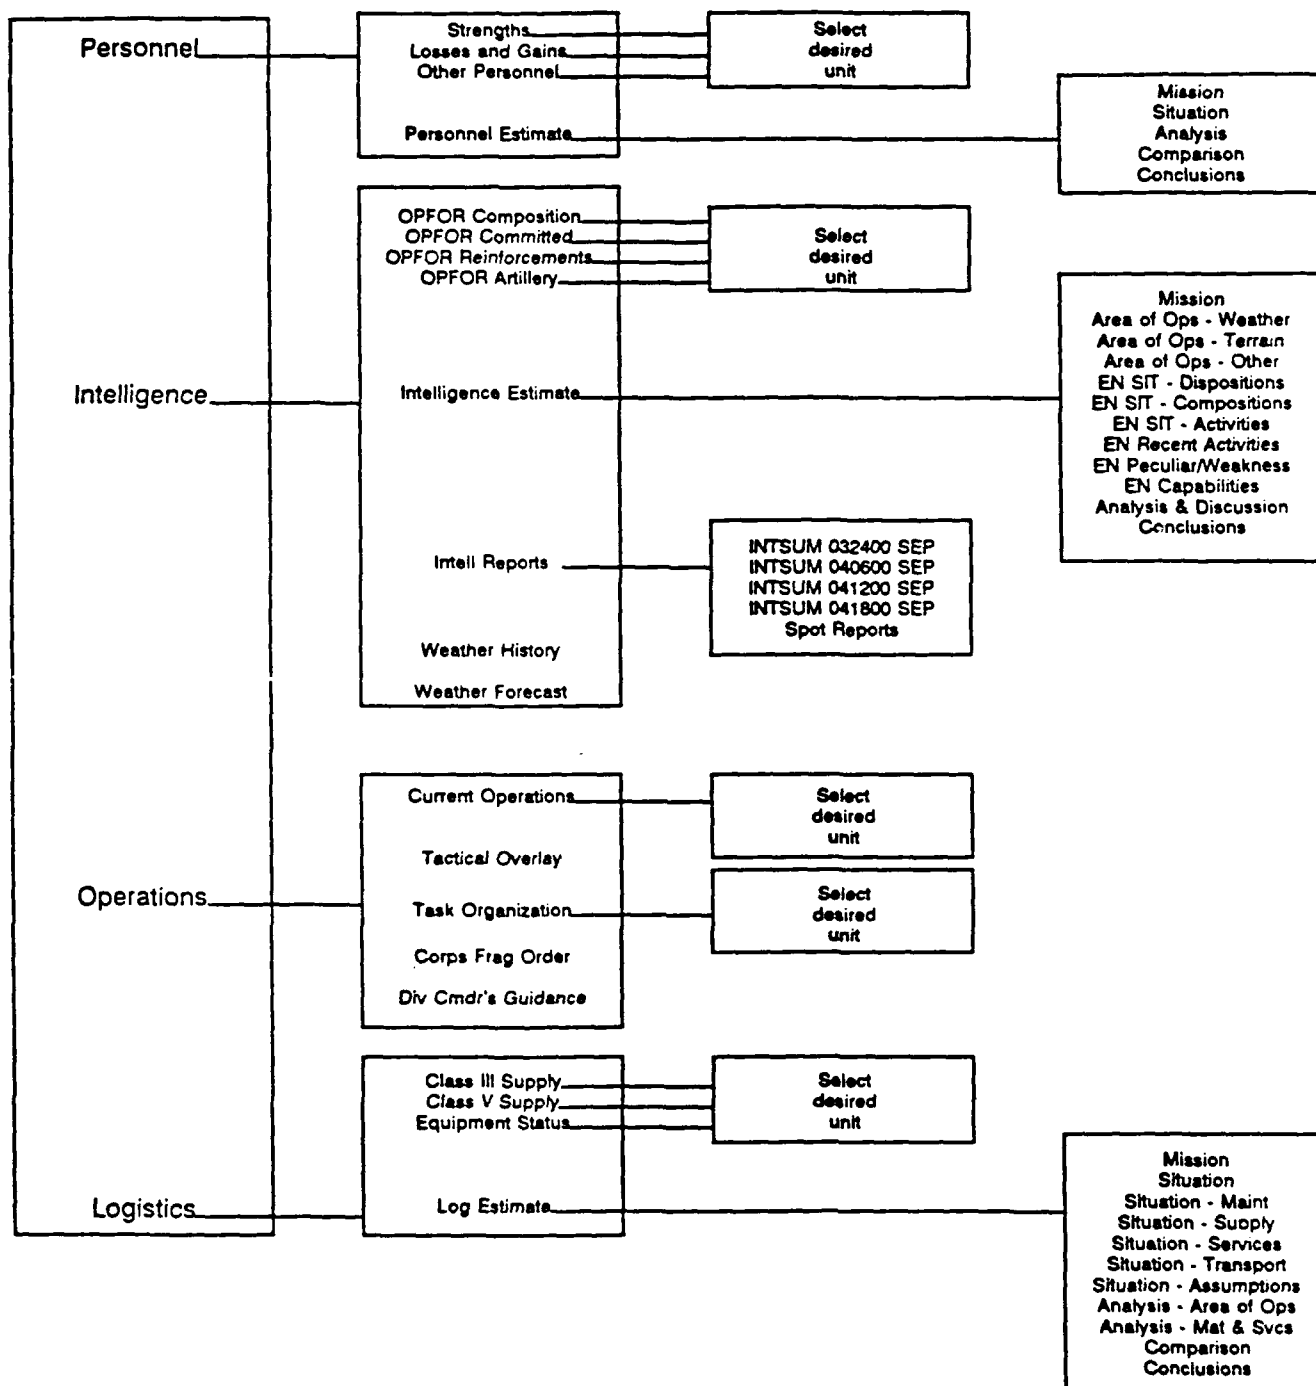 Personnel
Strengths
Losses and Gains
Other Personnel
Personnel Estimate
Select
desired
unit
Mission
Situation
Analysis
Comparison
Conclusions
Intelligence
OPFOR Composition
OPFOR Committed
OPFOR Reinforcements
OPFOR Artillery
Select
desired
unit
Intelligence Estimate
Mission
Area of Ops - Weather
Area of Ops - Terrain
Area of Ops - Other
EN SIT - Dispositions
EN SIT - Compositions
EN SIT - Activities
EN Recent Activities
EN Peculiar/Weakness
EN Capabilities
Analysis & Discussion
Conclusions
Intell Reports
INTSUM 032400 SEP
INTSUM 040600 SEP
INTSUM 041200 SEP
INTSUM 041800 SEP
Spot Reports
Weather History
Weather Forecast
Operations
Current Operations
Select
desired
unit
Tactical Overlay
Task Organization
Select
desired
unit
Corps Frag Order
Div Cmdr's Guidance
Logistics
Class III Supply
Class V Supply
Equipment Status
Select
desired
unit
Log Estimate
Mission
Situation
Situation - Maint
Situation - Supply
Situation - Services
Situation - Transport
Situation - Assumptions
Analysis - Area of Ops
Analysis - Mat & Svcs
Comparison
Conclusions